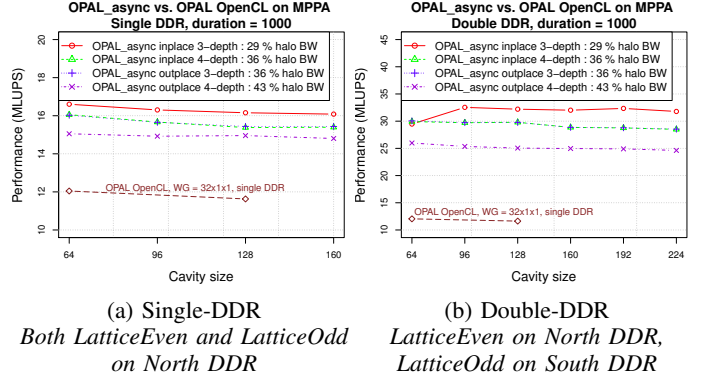 OPAL_async vs. OPAL OpenCL on MPPA
Single DDR, duration = 1000
Performance (MLUPS)
20
18
16
14
12
10
OPAL_async inplace 3−depth : 29 % halo BW
OPAL_async inplace 4−depth : 36 % halo BW
OPAL_async outplace 3−depth : 36 % halo BW
OPAL_async outplace 4−depth : 43 % halo BW
OPAL OpenCL, WG = 32x1x1, single DDR
64
96
128
160
Cavity size
(a) Single-DDR
Both LatticeEven and LatticeOdd
on North DDR
OPAL_async vs. OPAL OpenCL on MPPA
Double DDR, duration = 1000
Performance (MLUPS)
45
40
35
30
25
20
15
10
OPAL_async inplace 3−depth : 29 % halo BW
OPAL_async inplace 4−depth : 36 % halo BW
OPAL_async outplace 3−depth : 36 % halo BW
OPAL_async outplace 4−depth : 43 % halo BW
OPAL OpenCL, WG = 32x1x1, single DDR
64
96
128
160
192
224
Cavity size
(b) Double-DDR
LatticeEven on North DDR,
LatticeOdd on South DDR